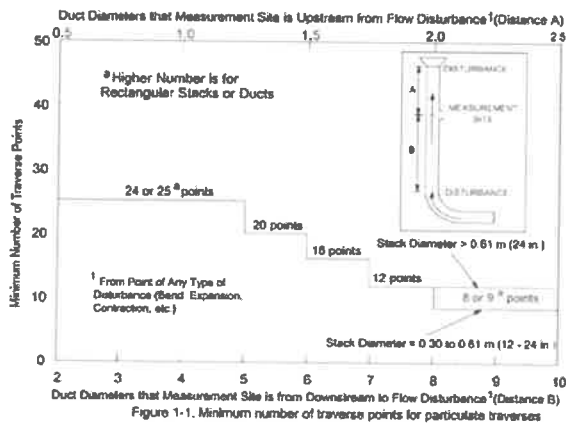 Duct Diameters that Measurement Site is Upstream from Flow Disturbance†(Distance A)
0.5 1.0 1.5 2.0 2.5
50
40
30
20
10
0
Minimum Number of Traverse Points
a Higher Number is for
Rectangular Stacks or Ducts
DISTURBANCE
A
MEASUREMENT
SITE
B
DISTURBANCE
24 or 25 a points
20 points
16 points
12 points
Stack Diameter > 0.61 m (24 in.)
8 or 9 a points
† From Point of Any Type of
Disturbance (Bend, Expansion,
Contraction, etc.)
Stack Diameter = 0.30 to 0.61 m (12 - 24 in
2 3 4 5 6 7 8 9 10
Duct Diameters that Measurement Site is from Downstream to Flow Disturbance†(Distance B)
Figure 1-1. Minimum number of traverse points for particulate traverses